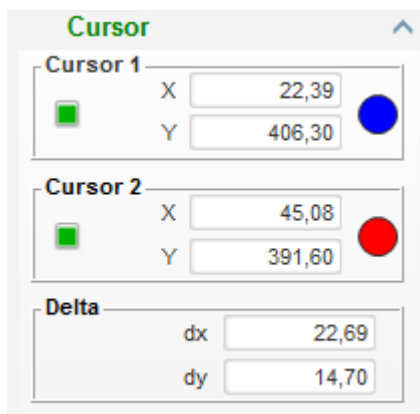 Cursor
Cursor 1
X 22,39
Y 406,30
Cursor 2
X 45,08
Y 391,60
Delta
dx 22,69
dy 14,70